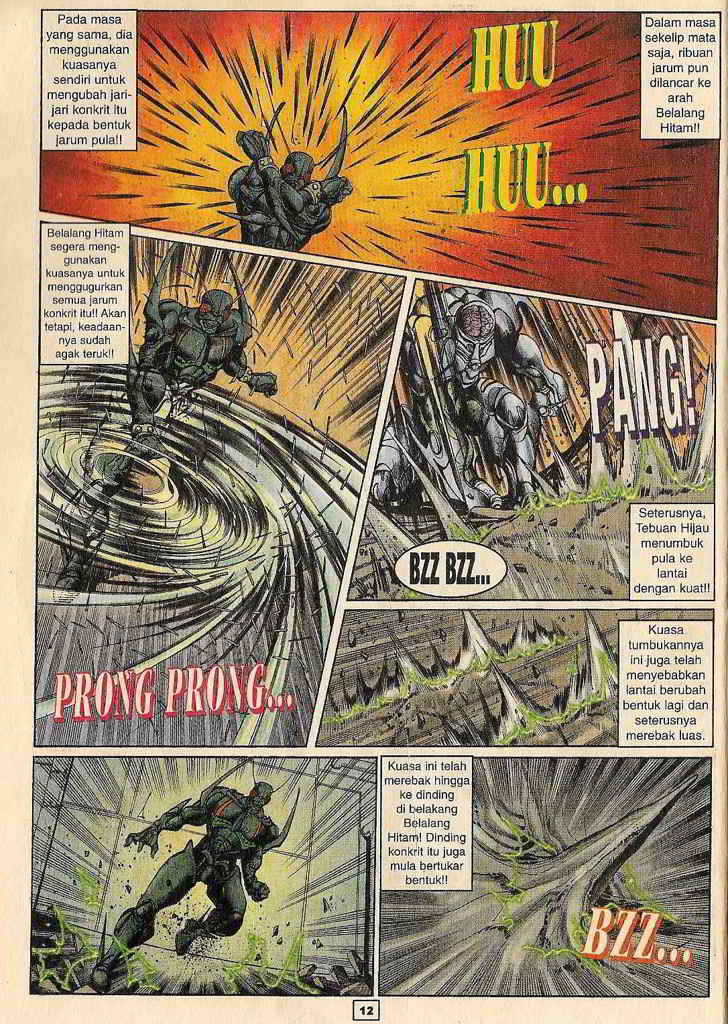 Pada masa
yang sama, dia
menggunakan
kuasanya
sendiri untuk
mengubah jari-
jari konkrit itu
kepada bentuk
jarum pula!!
HUU
HUU...
Dalam masa
sekelip mata
saja, ribuan
jarum pun
dilancar ke
arah
Belalang
Hitam!!
Belalang Hitam
segera meng-
gunakan
kuasanya untuk
menggugurkan
semua jarum
konkrit itu!! Akan
tetapi, keadaan-
nya sudah
agak teruk!!
PRONG PRONG...
PANG!
BZZ BZZ...
Seterusnya,
Tebuan Hijau
menumbuk
pula ke
lantai
dengan kuat!!
Kuasa
tumbukannya
ini juga telah
menyebabkan
lantai berubah
bentuk lagi dan
seterusnya
merebak luas.
Kuasa ini telah
merebak hingga
ke dinding
di belakang
Belalang
Hitam! Dinding
konkrit itu juga
mula bertukar
bentuk!!
BZZ...
12